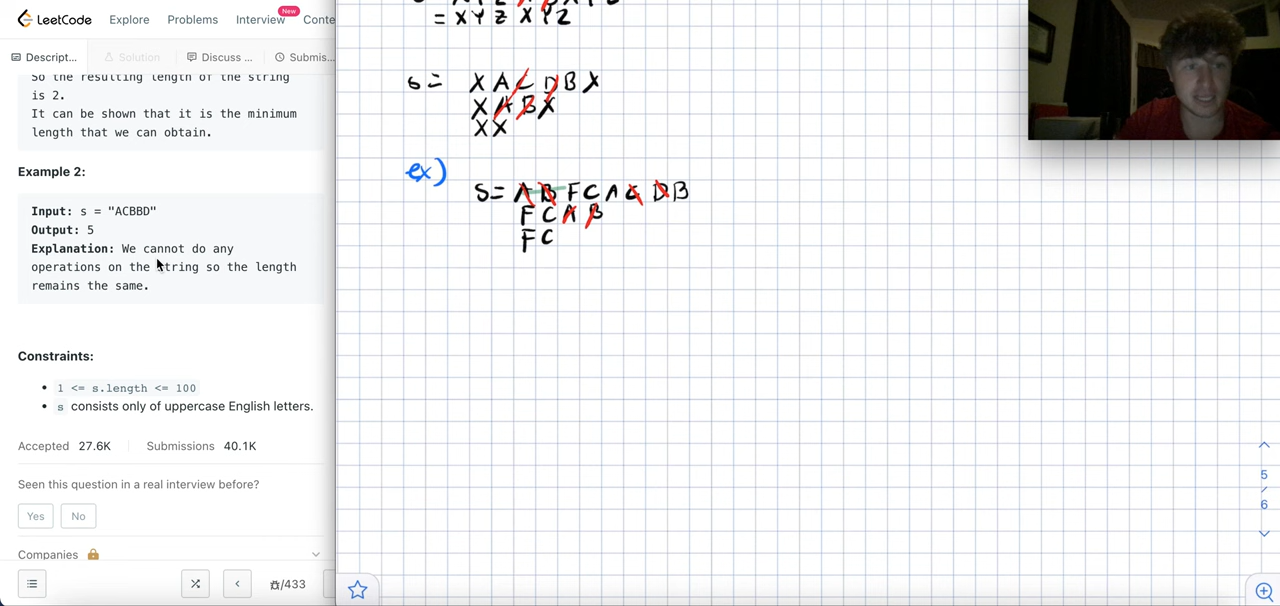 LeetCode
Explore
Problems
Interview
New
Conte
Descript...
Solution
Discuss ...
Submis...
So the resulting length of the string
is 2.
It can be shown that it is the minimum
length that we can obtain.
Example 2:
Input: s = "ACBBD"
Output: 5
Explanation: We cannot do any
operations on the string so the length
remains the same.
Constraints:
1 <= s.length <= 100
s consists only of uppercase English letters.
Accepted 27.6K Submissions 40.1K
Seen this question in a real interview before?
Yes No
Companies
/433
= X Y Z X Y Z
S = X A C D B X
X A B X
X X
ex)
S = A B F C A C D B
F C A B
F C
5
/
6